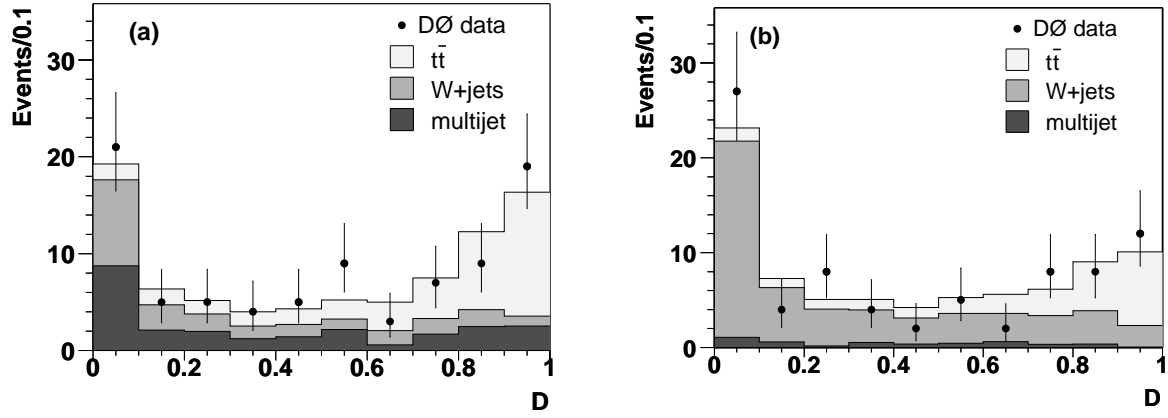 Events/0.1
(a)
DØ data
tt̄
W+jets
multijet
30
20
10
0
0 0.2 0.4 0.6 0.8 1
D
Events/0.1
(b)
DØ data
tt̄
W+jets
multijet
30
20
10
0
0 0.2 0.4 0.6 0.8 1
D